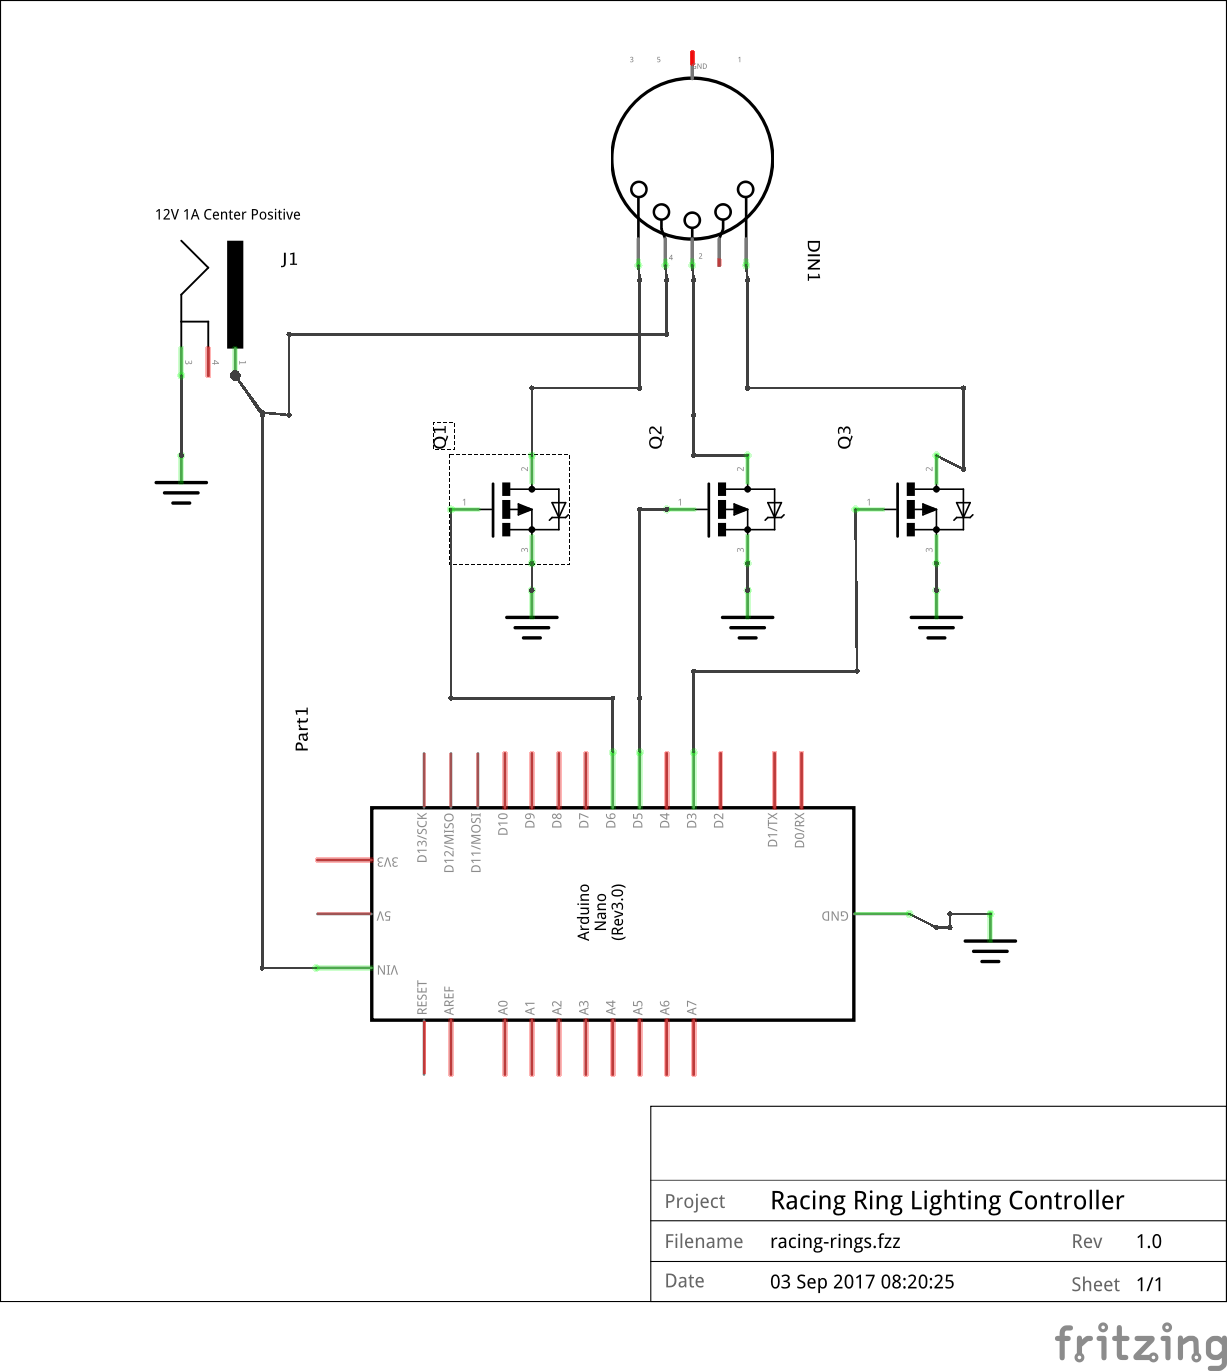 3 5 GND 1
4 2
DIN1
12V 1A Center Positive
J1
3 4 1
Q1
Q2
Q3
2 2 2
1 1 1
3 3 3
Part1
D13/SCK
D12/MISO
D11/MOSI
D10
D9
D8
D7
D6
D5
D4
D3
D2
D1/TX
D0/RX
3V3
5V
VIN
Arduino
Nano
(Rev3.0)
GND
RESET
AREF
A0
A1
A2
A3
A4
A5
A6
A7
Project Racing Ring Lighting Controller
Filename racing-rings.fzz Rev 1.0
Date 03 Sep 2017 08:20:25 Sheet 1/1
fritzing